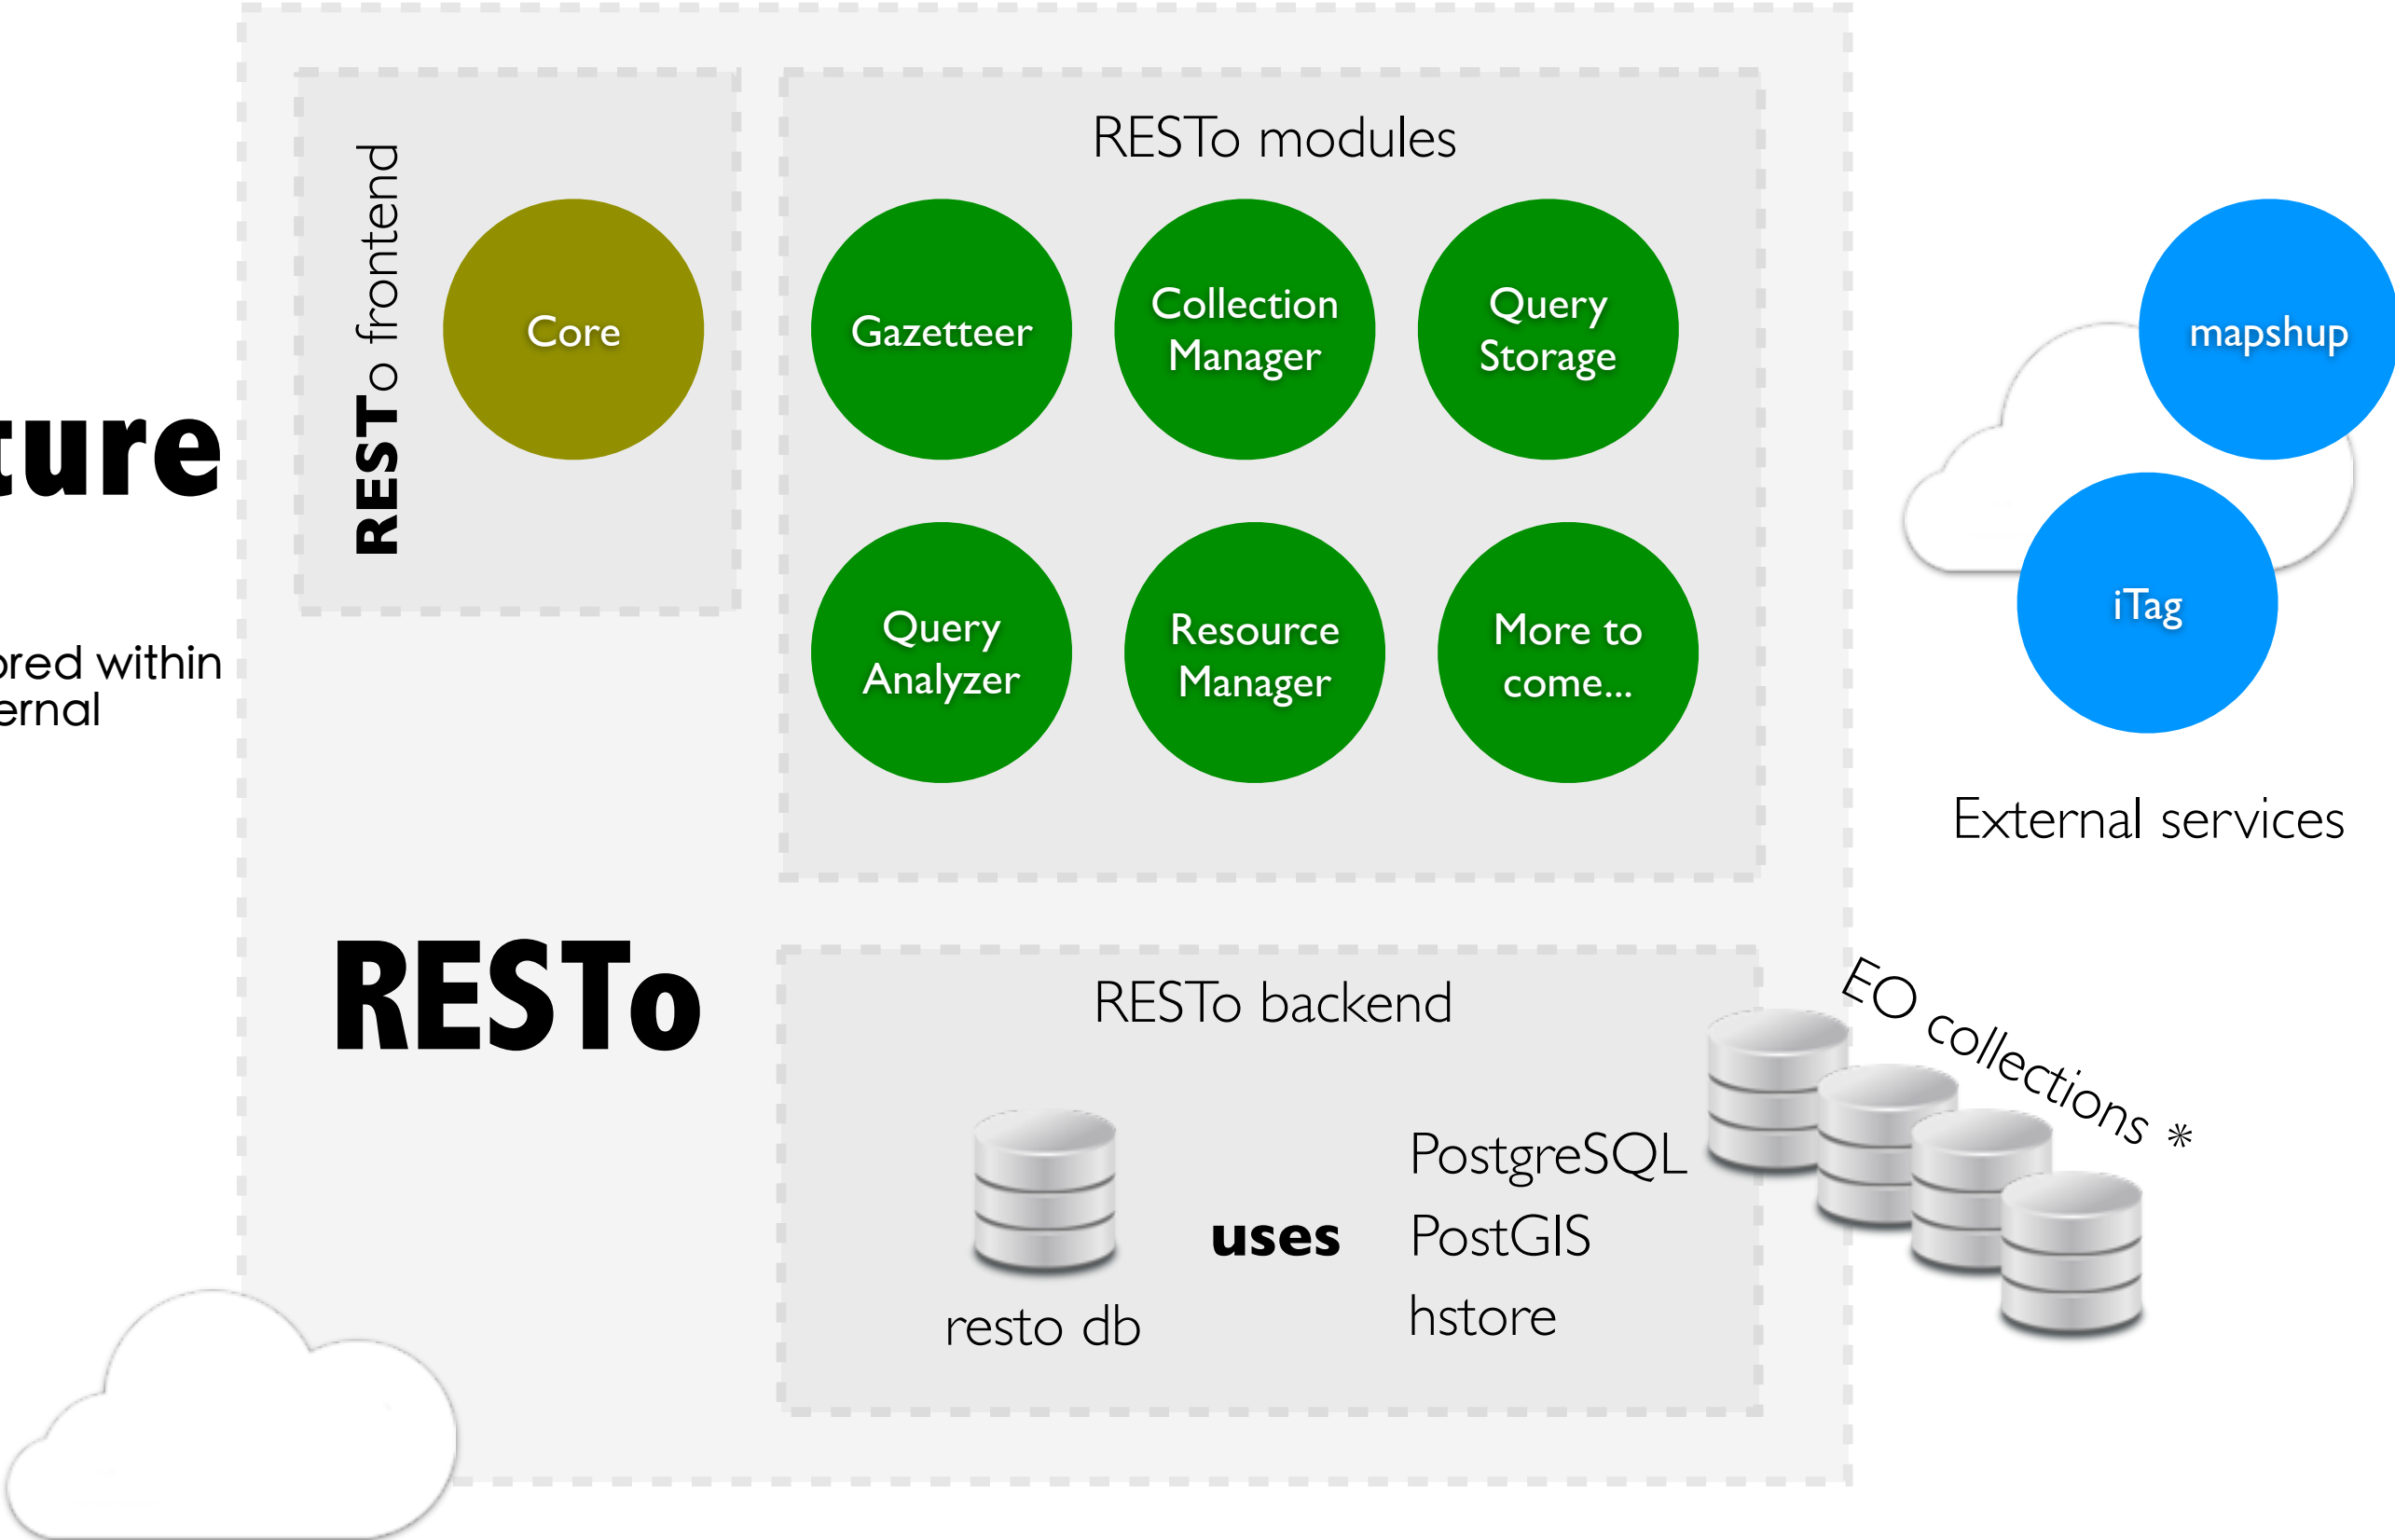 ture
ored within
ernal
RESTo frontend
Core
RESTo modules
Gazetteer
Collection
Manager
Query
Storage
Query
Analyzer
Resource
Manager
More to
come...
mapshup
iTag
External services
RESTo
RESTo backend
resto db
uses
PostgreSQL
PostGIS
hstore
EO collections *